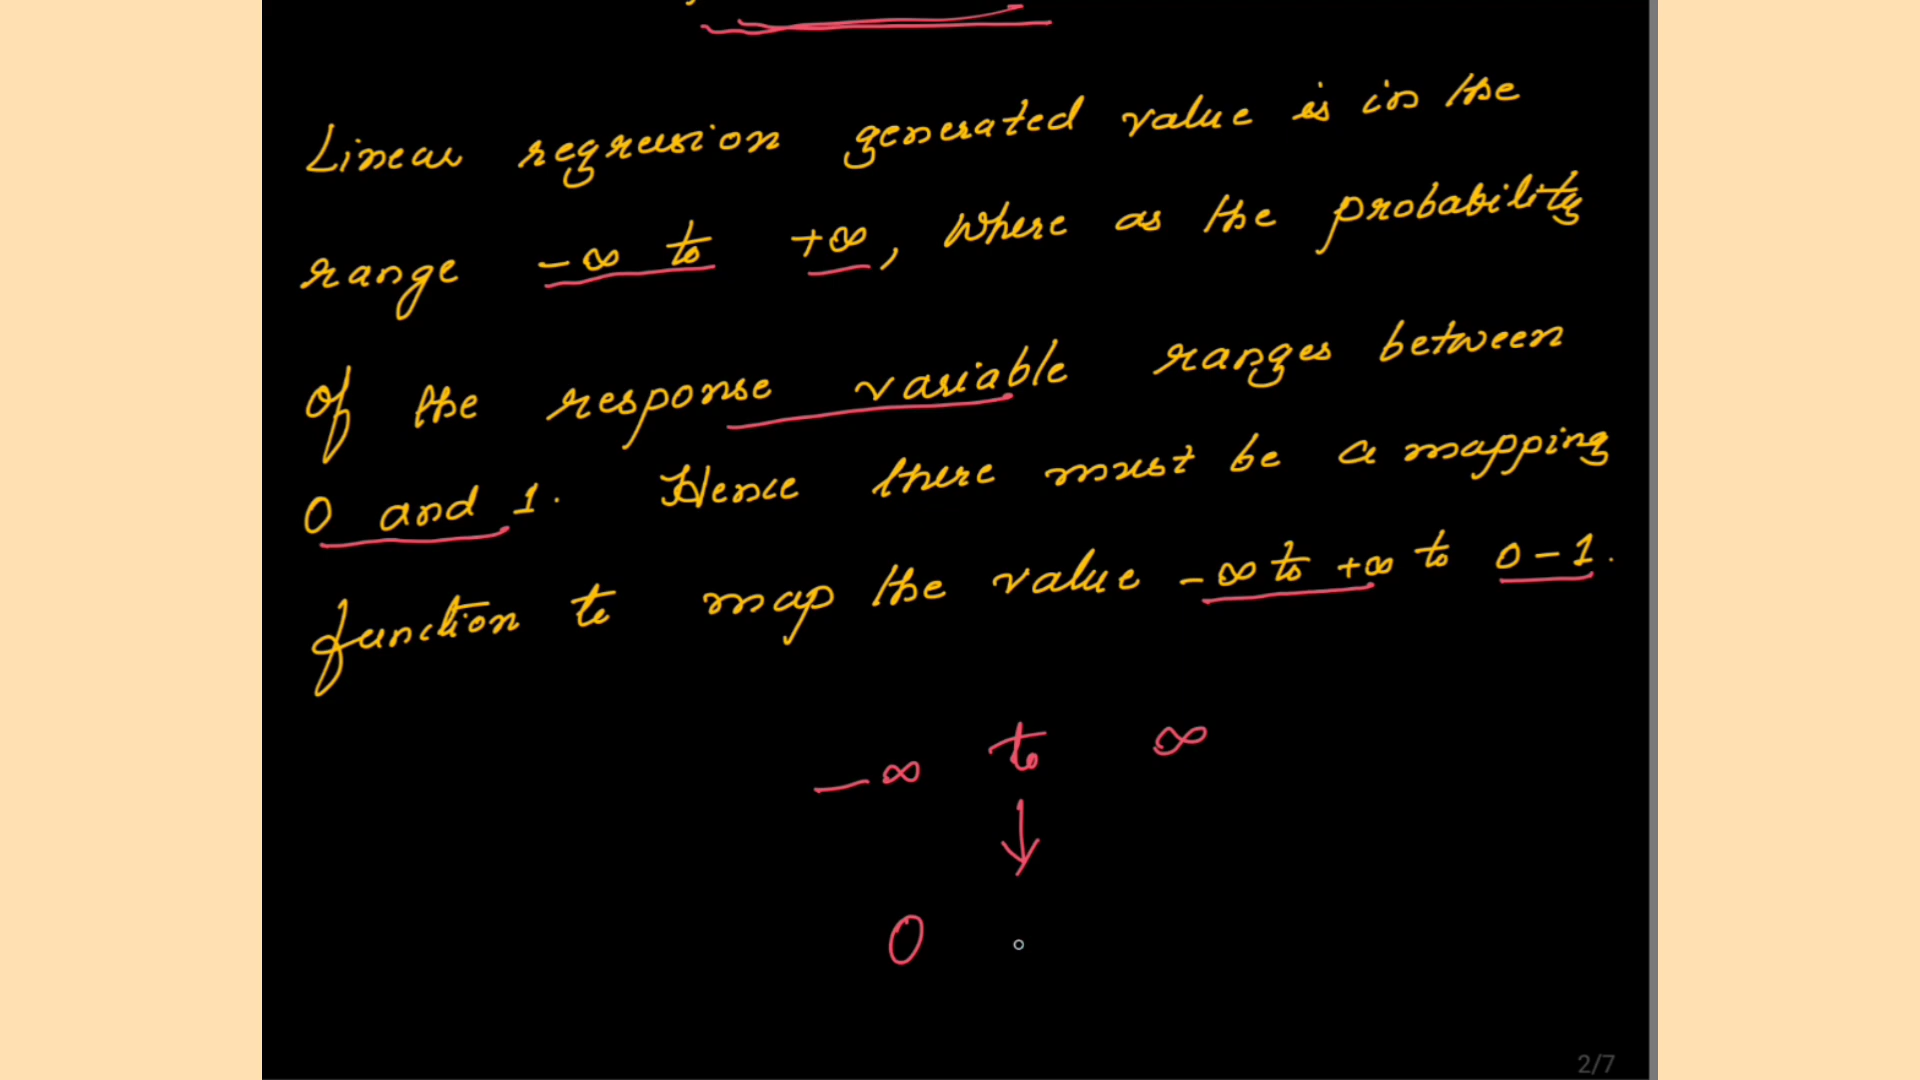 Linear regression generated value is in the
range -∞ to +∞, where as the probability
of the response variable ranges between
0 and 1. Hence there must be a mapping
function to map the value -∞ to +∞ to 0-1.
-∞ to ∞
↓
0
2/7